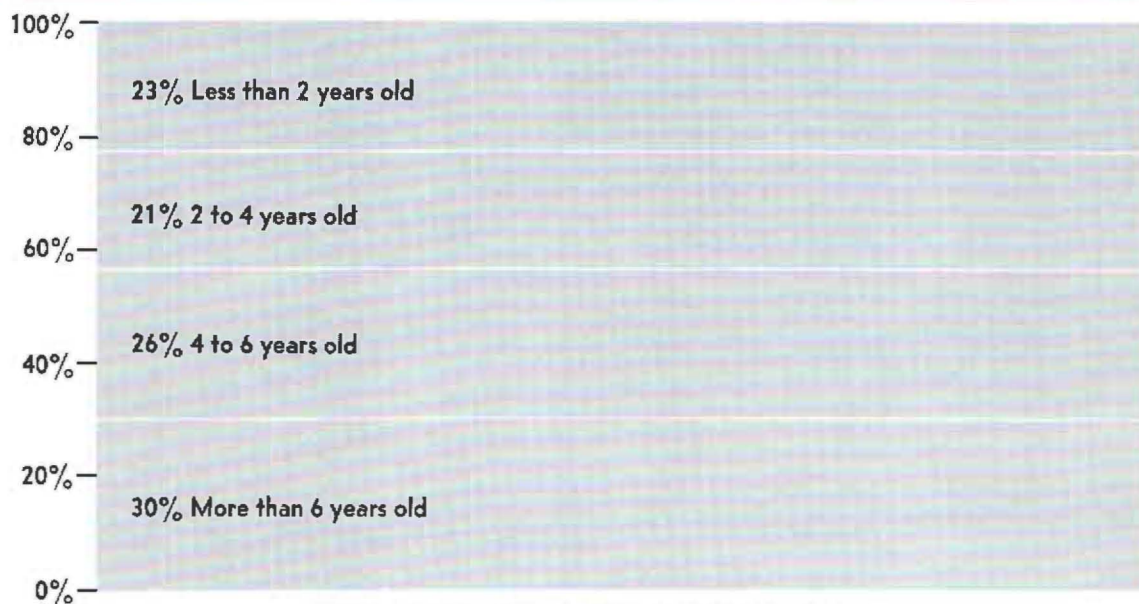 100%
23% Less than 2 years old
80%
21% 2 to 4 years old
60%
26% 4 to 6 years old
40%
20%
30% More than 6 years old
0%